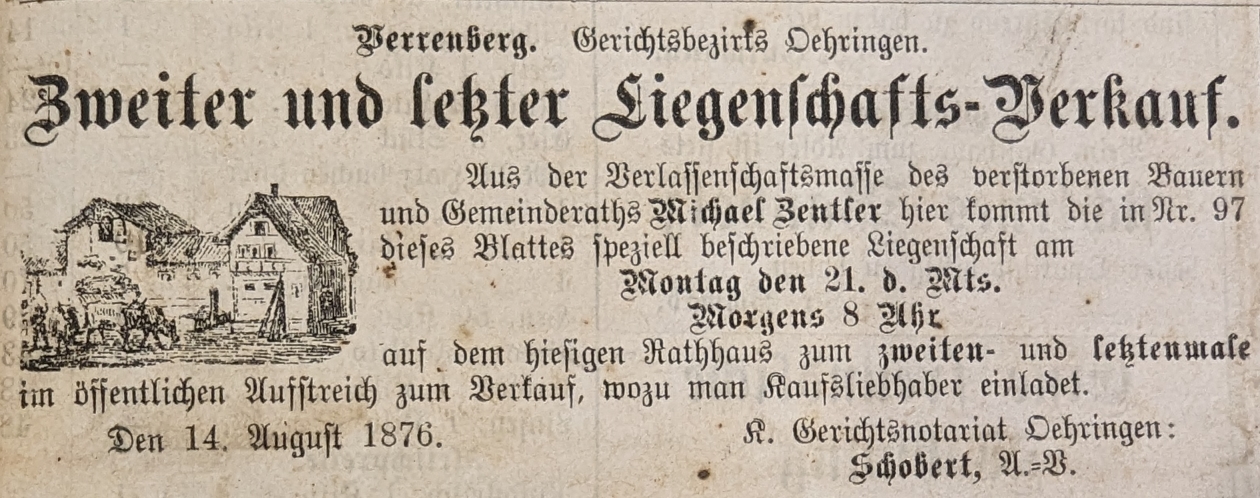 Verrenberg. Gerichtsbezirks Oehringen.
Zweiter und letzter Liegenschafts-Verkauf.
Aus der Verlassenschaftsmasse des verstorbenen Bauern
und Gemeinderaths Michael Zentler hier kommt die in Nr. 97
dieses Blattes speziell beschriebene Liegenschaft am
Montag den 21. d. Mts.
Morgens 8 Uhr
auf dem hiesigen Rathhaus zum zweiten- und letztenmale
im öffentlichen Aufstreich zum Verkauf, wozu man Kaufsliebhaber einladet.
Den 14. August 1876.
K. Gerichtsnotariat Oehringen:
Schobert, A.-V.